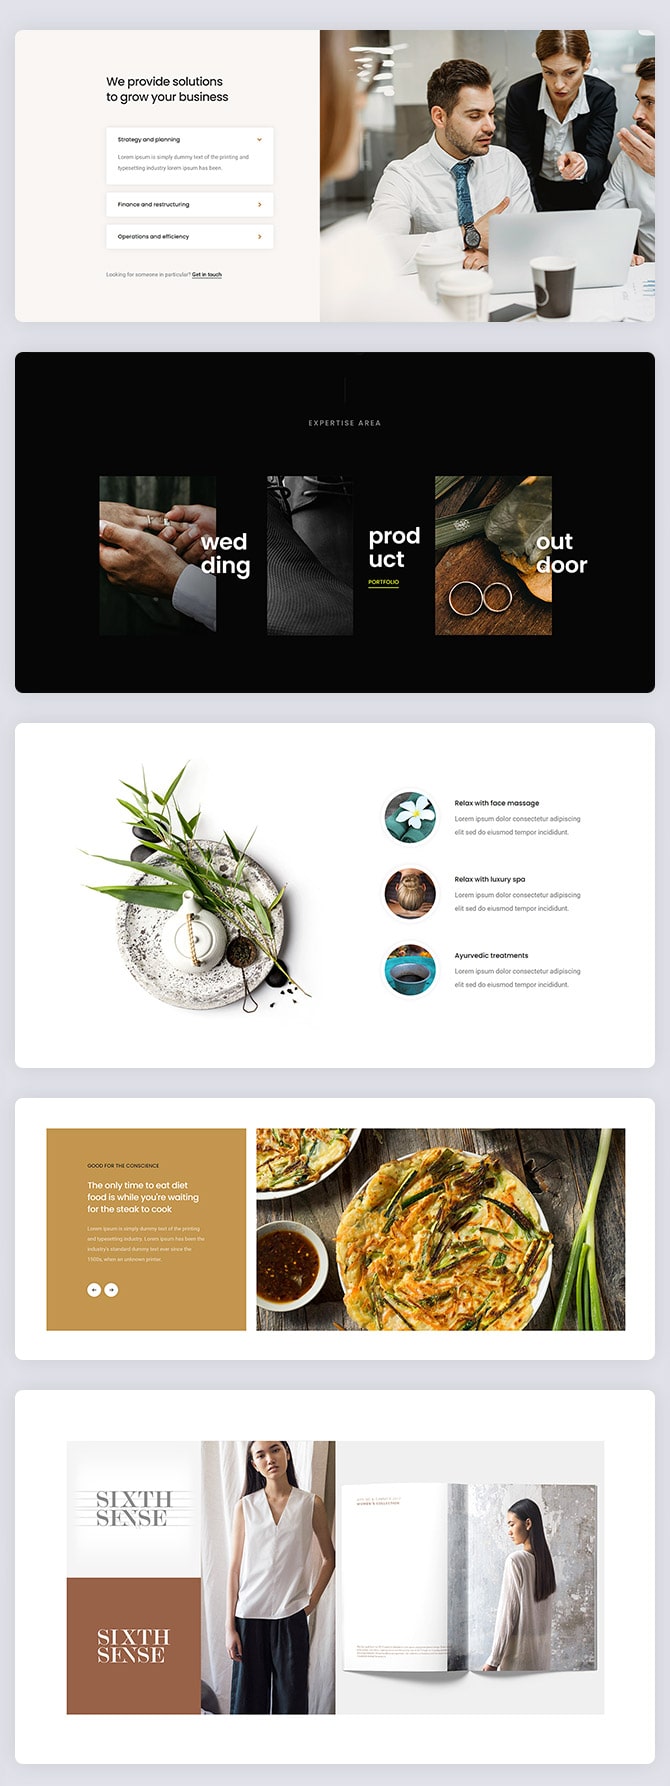 We provide solutions
to grow your business
Strategy and planning
Lorem ipsum is simply dummy text of the printing and
typesetting industry lorem ipsum has been.
Finance and restructuring
Operations and efficiency
Looking for someone in particular? Get in touch
EXPERTISE AREA
wed
ding
prod
uct
PORTFOLIO
out
door
Relax with face massage
Lorem ipsum dolor consectetur adipiscing
elit sed do eiusmod tempor incididunt.
Relax with luxury spa
Lorem ipsum dolor consectetur adipiscing
elit sed do eiusmod tempor incididunt.
Ayurvedic treatments
Lorem ipsum dolor consectetur adipiscing
elit sed do eiusmod tempor incididunt.
GOOD FOR THE CONSCIENCE
The only time to eat diet
food is while you're waiting
for the steak to cook
Lorem Ipsum is simply dummy text of the printing
and typesetting industry. Lorem Ipsum has been the
industry's standard dummy text ever since the
1500s, when an unknown printer.
SIXTH
SENSE
SIXTH
SENSE
WOMEN'S COLLECTION